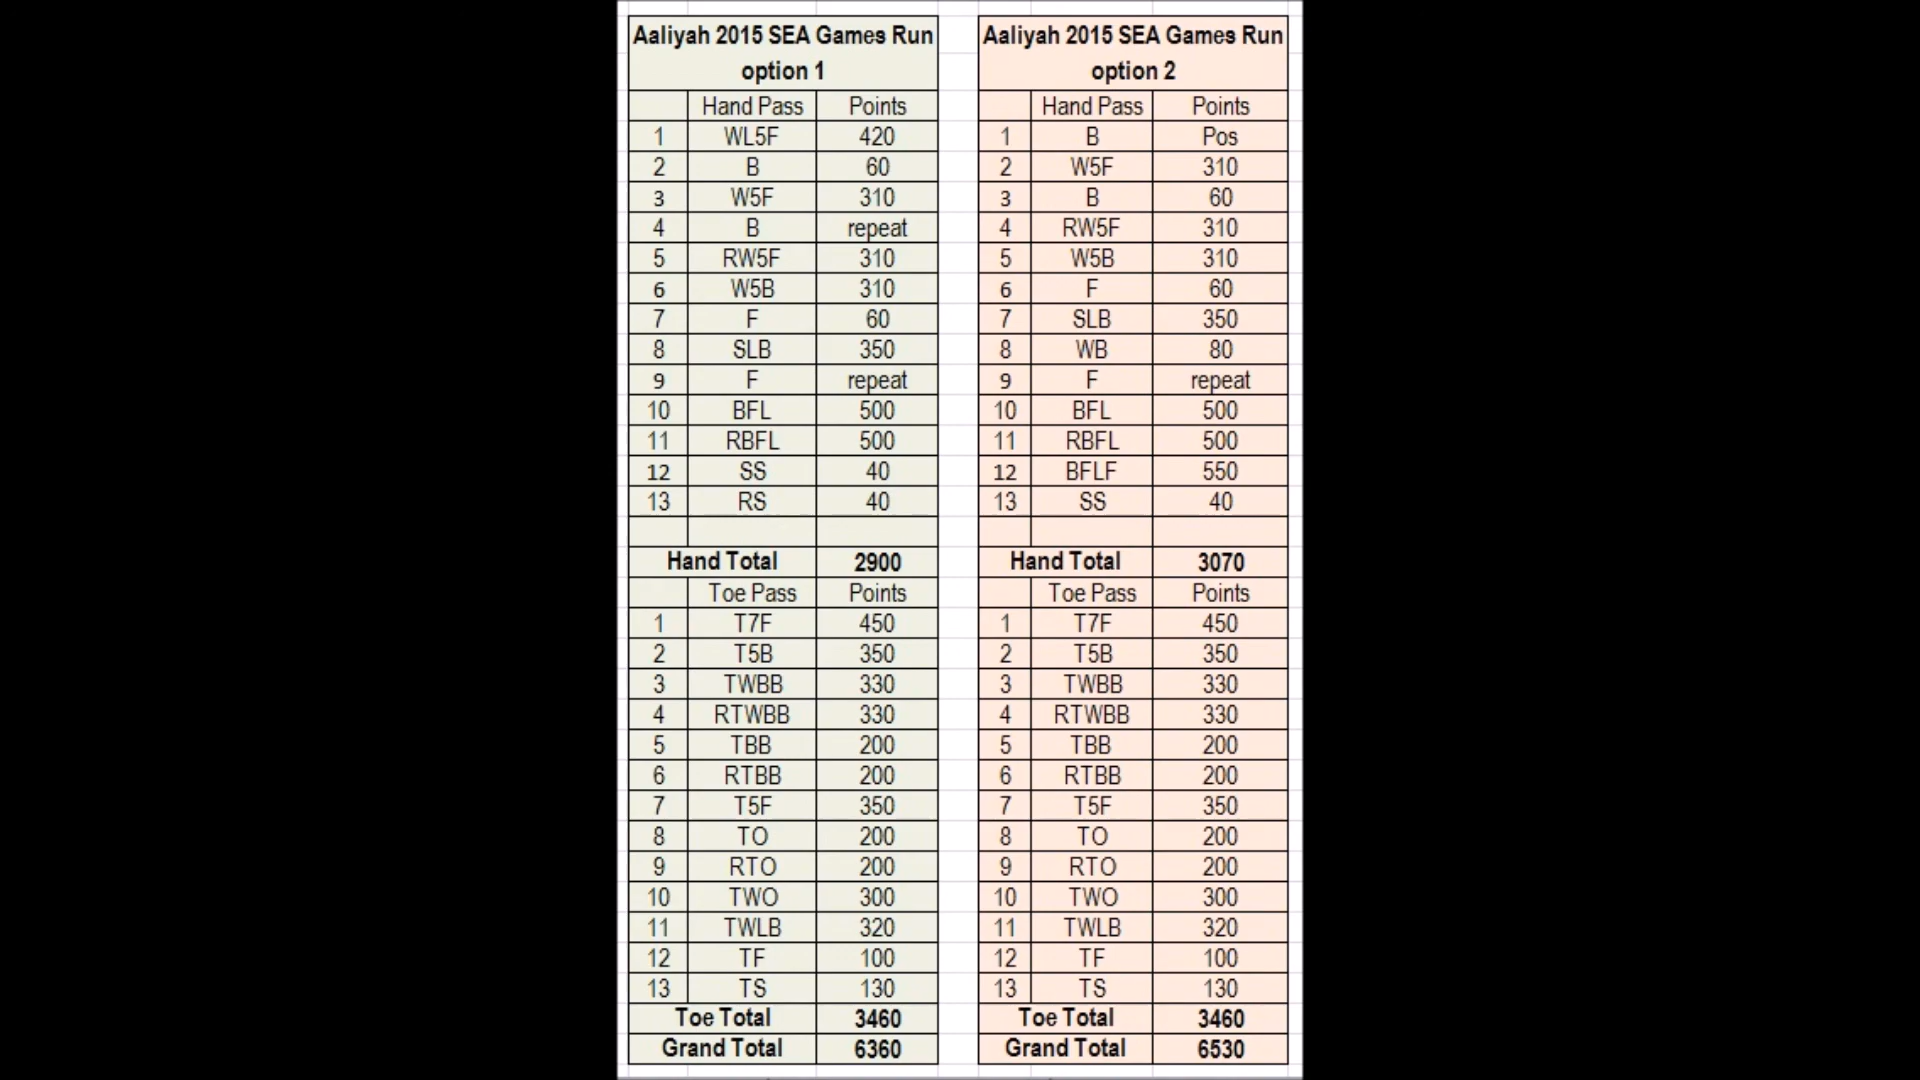 Aaliyah 2015 SEA Games Run
option 1
Hand Pass Points
1 WL5F 420
2 B 60
3 W5F 310
4 B repeat
5 RW5F 310
6 W5B 310
7 F 60
8 SLB 350
9 F repeat
10 BFL 500
11 RBFL 500
12 SS 40
13 RS 40
Hand Total 2900
Toe Pass Points
1 T7F 450
2 T5B 350
3 TWBB 330
4 RTWBB 330
5 TBB 200
6 RTBB 200
7 T5F 350
8 TO 200
9 RTO 200
10 TWO 300
11 TWLB 320
12 TF 100
13 TS 130
Toe Total 3460
Grand Total 6360
Aaliyah 2015 SEA Games Run
option 2
Hand Pass Points
1 B Pos
2 W5F 310
3 B 60
4 RW5F 310
5 W5B 310
6 F 60
7 SLB 350
8 WB 80
9 F repeat
10 BFL 500
11 RBFL 500
12 BFLF 550
13 SS 40
Hand Total 3070
Toe Pass Points
1 T7F 450
2 T5B 350
3 TWBB 330
4 RTWBB 330
5 TBB 200
6 RTBB 200
7 T5F 350
8 TO 200
9 RTO 200
10 TWO 300
11 TWLB 320
12 TF 100
13 TS 130
Toe Total 3460
Grand Total 6530